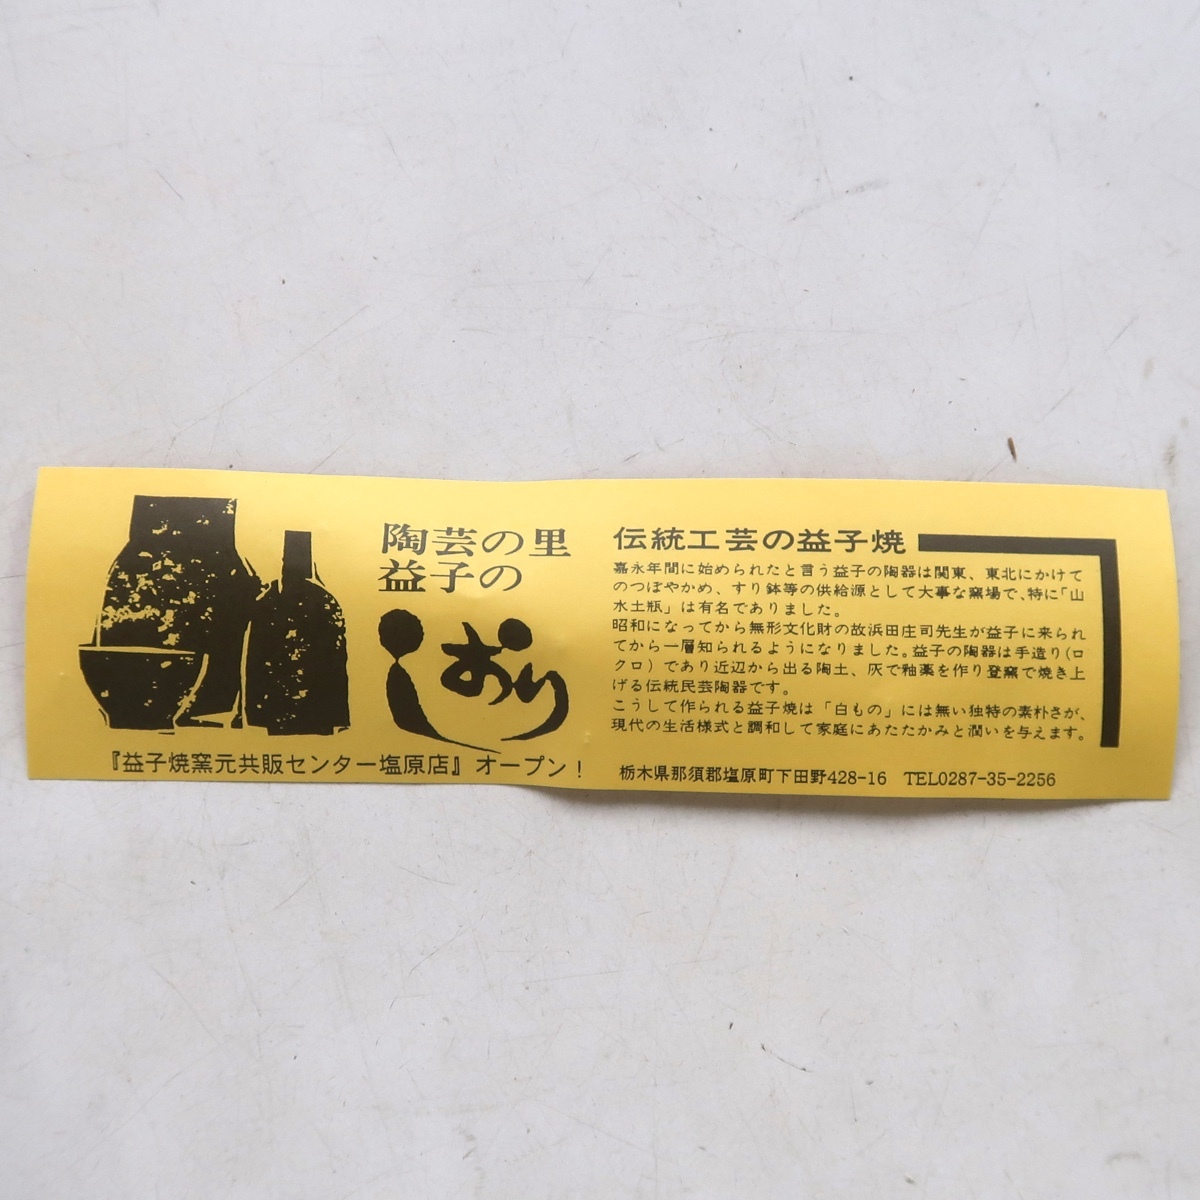 陶芸の里
益子の
しおり
『益子焼窯元共販センター塩原店』オープン!
伝統工芸の益子焼
嘉永年間に始められたと言う益子の陶器は関東、東北にかけて
のつぼやかめ、すり鉢等の供給源として大事な窯場で、特に「山
水土瓶」は有名でありました。
昭和になってから無形文化財の故浜田庄司先生が益子に来られ
てから一層知られるようになりました。益子の陶器は手造り(ロ
クロ)であり近辺から出る陶土、灰で釉薬を作り登窯で焼き上
げる伝統民芸陶器です。
こうして作られる益子焼は「白もの」には無い独特の素朴さが、
現代の生活様式と調和して家庭にあたたかみと潤いを与えます。
栃木県那須郡塩原町下田野428-16 TEL0287-35-2256